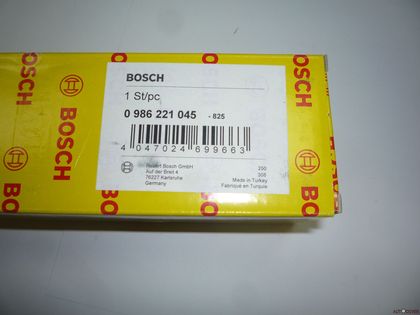 BOSCH
BOSCH
1 St/pc
0 986 221 045 - 825
4 047024 699663
Robert Bosch GmbH
Auf der Breit 4
76227 Karlsruhe
Germany
250
Made in Turkey
Fabriqué en Turquie
BOSCH
BOSCH
BOSCH